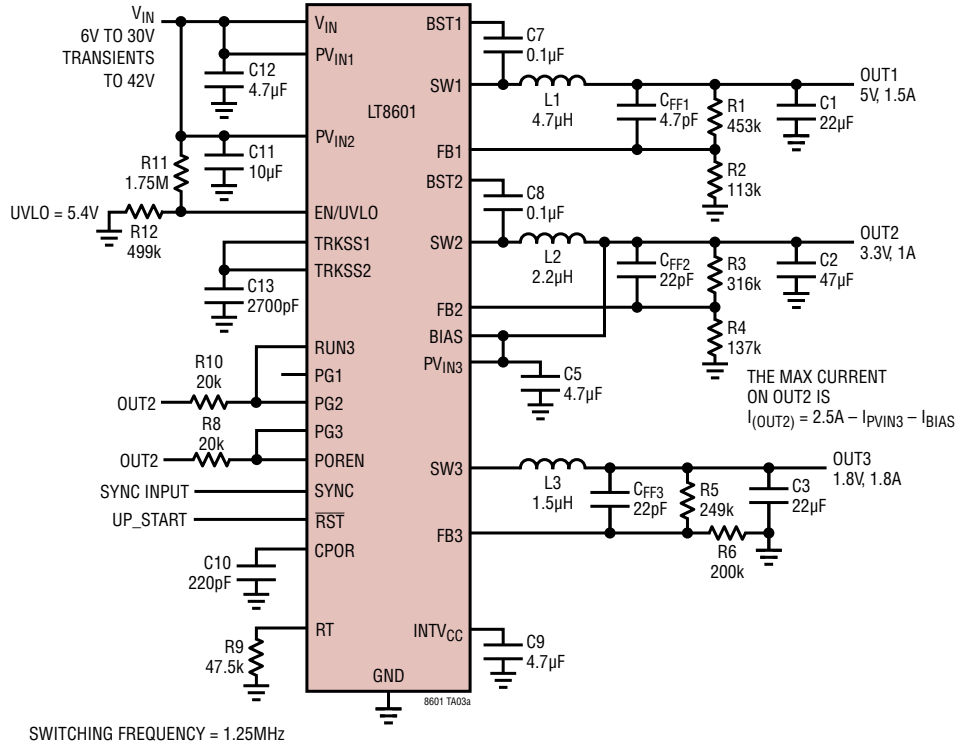 VIN
6V TO 30V
TRANSIENTS
TO 42V
C12
4.7µF
C11
10µF
R11
1.75M
UVLO = 5.4V
R12
499k
C13
2700pF
R10
20k
OUT2
R8
20k
OUT2
SYNC INPUT
UP_START
C10
220pF
R9
47.5k
VIN
PVIN1
PVIN2
EN/UVLO
TRKSS1
TRKSS2
RUN3
PG1
PG2
PG3
POREN
SYNC
RST
CPOR
RT
LT8601
GND
BST1
SW1
FB1
BST2
SW2
FB2
BIAS
PVIN3
SW3
FB3
INTVCC
C7
0.1µF
L1
4.7µH
CFF1
4.7pF
R1
453k
C1
22µF
OUT1
5V, 1.5A
R2
113k
C8
0.1µF
L2
2.2µH
CFF2
22pF
R3
316k
C2
47µF
OUT2
3.3V, 1A
R4
137k
C5
4.7µF
THE MAX CURRENT
ON OUT2 IS
I(OUT2) = 2.5A – IPVIN3 – IBIAS
L3
1.5µH
CFF3
22pF
R5
249k
C3
22µF
OUT3
1.8V, 1.8A
R6
200k
C9
4.7µF
8601 TA03a
SWITCHING FREQUENCY = 1.25MHz